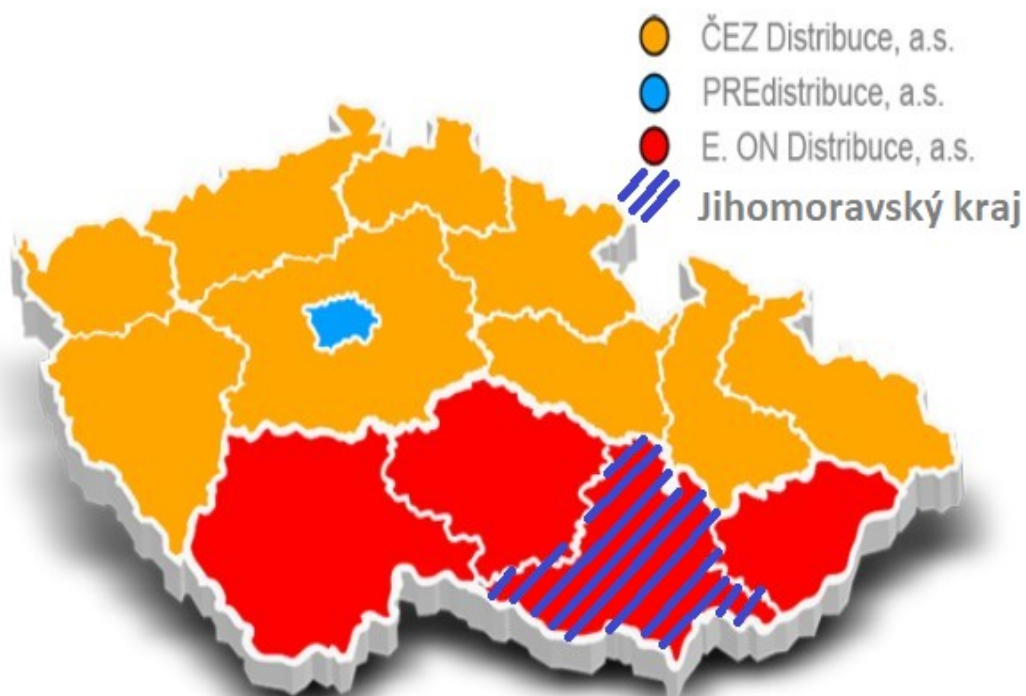 ČEZ Distribuce, a.s.
PREdistribuce, a.s.
E. ON Distribuce, a.s.
Jihomoravský kraj